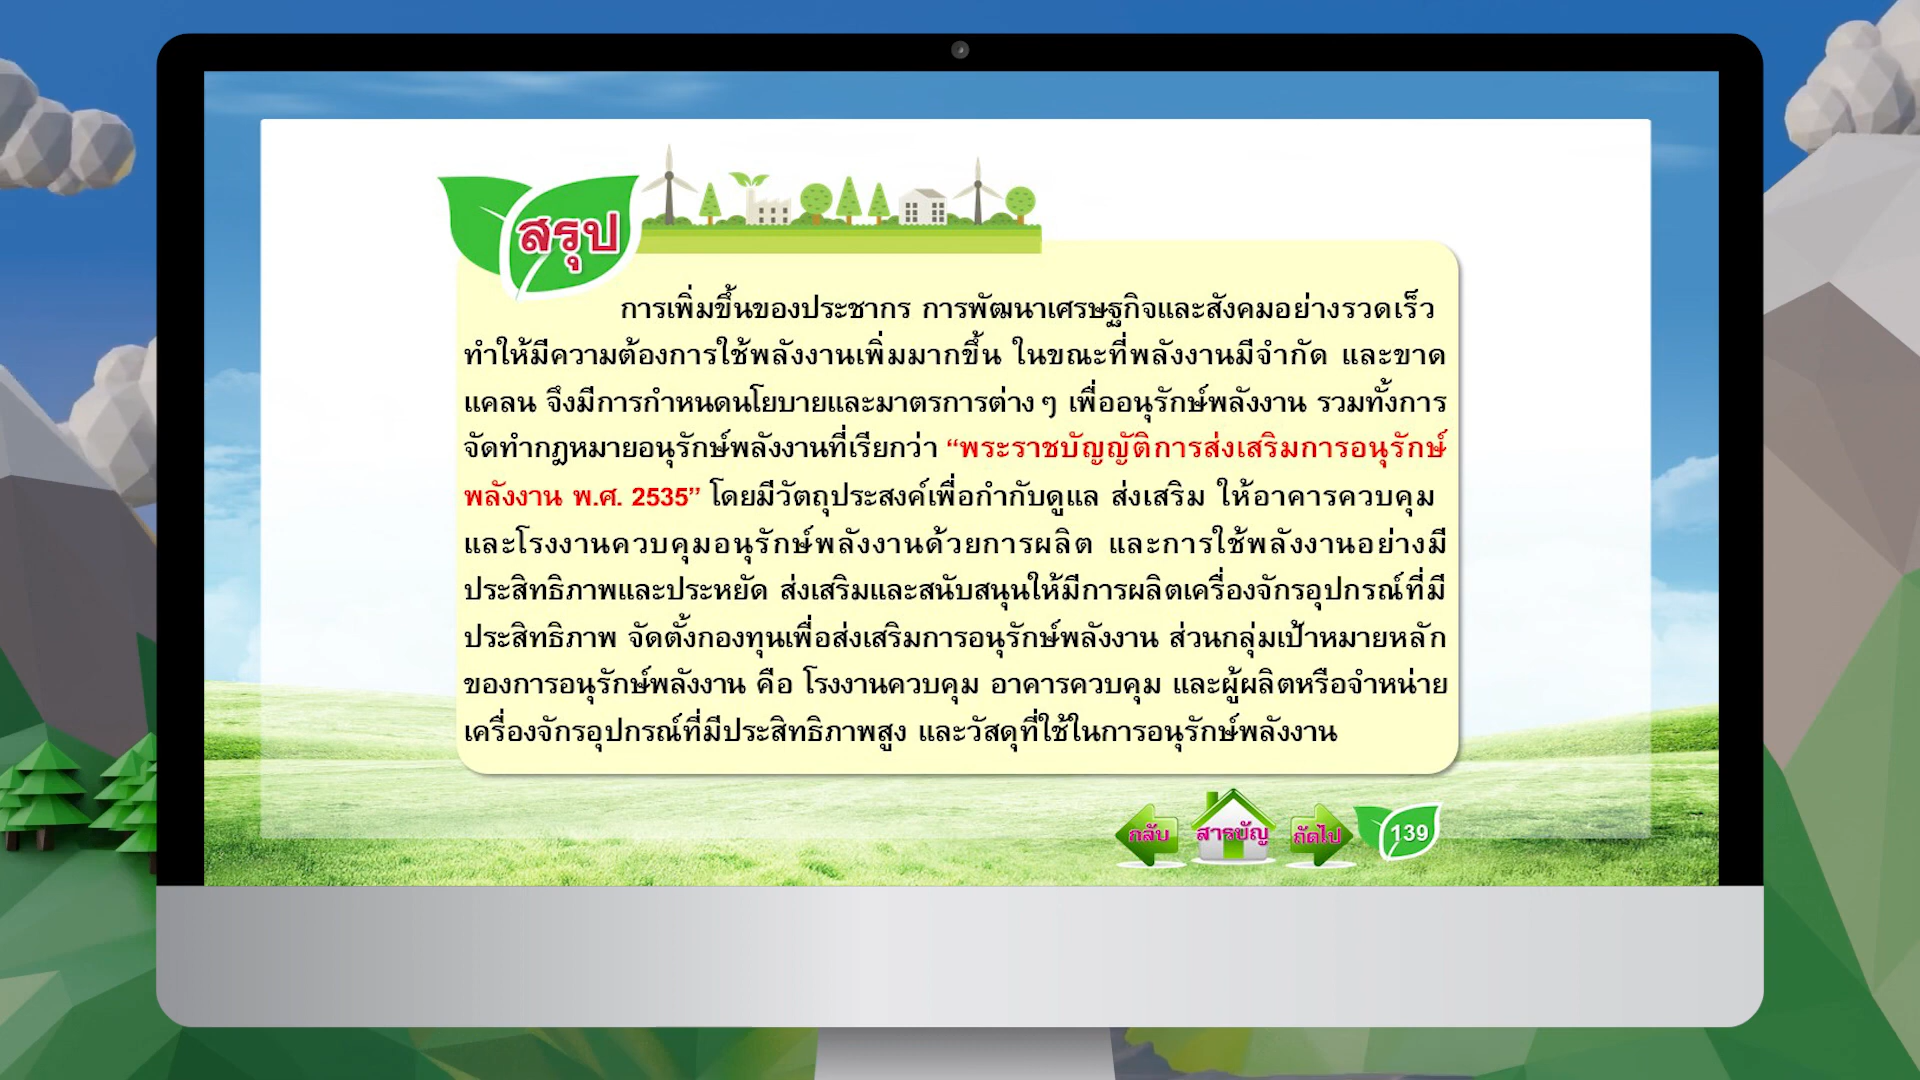 สรุป
การเพิ่มขึ้นของประชากร การพัฒนาเศรษฐกิจและสังคมอย่างรวดเร็ว
ทำให้มีความต้องการใช้พลังงานเพิ่มมากขึ้น ในขณะที่พลังงานมีจำกัด และขาด
แคลน จึงมีการกำหนดนโยบายและมาตรการต่าง ๆ เพื่ออนุรักษ์พลังงาน รวมทั้งการ
จัดทำกฎหมายอนุรักษ์พลังงานที่เรียกว่า “พระราชบัญญัติการส่งเสริมการอนุรักษ์
พลังงาน พ.ศ. 2535” โดยมีวัตถุประสงค์เพื่อกำกับดูแล ส่งเสริม ให้อาคารควบคุม
และโรงงานควบคุมอนุรักษ์พลังงานด้วยการผลิต และการใช้พลังงานอย่างมี
ประสิทธิภาพและประหยัด ส่งเสริมและสนับสนุนให้มีการผลิตเครื่องจักรอุปกรณ์ที่มี
ประสิทธิภาพ จัดตั้งกองทุนเพื่อส่งเสริมการอนุรักษ์พลังงาน ส่วนกลุ่มเป้าหมายหลัก
ของการอนุรักษ์พลังงาน คือ โรงงานควบคุม อาคารควบคุม และผู้ผลิตหรือจำหน่าย
เครื่องจักรอุปกรณ์ที่มีประสิทธิภาพสูง และวัสดุที่ใช้ในการอนุรักษ์พลังงาน
กลับ สารบัญ ถัดไป 139